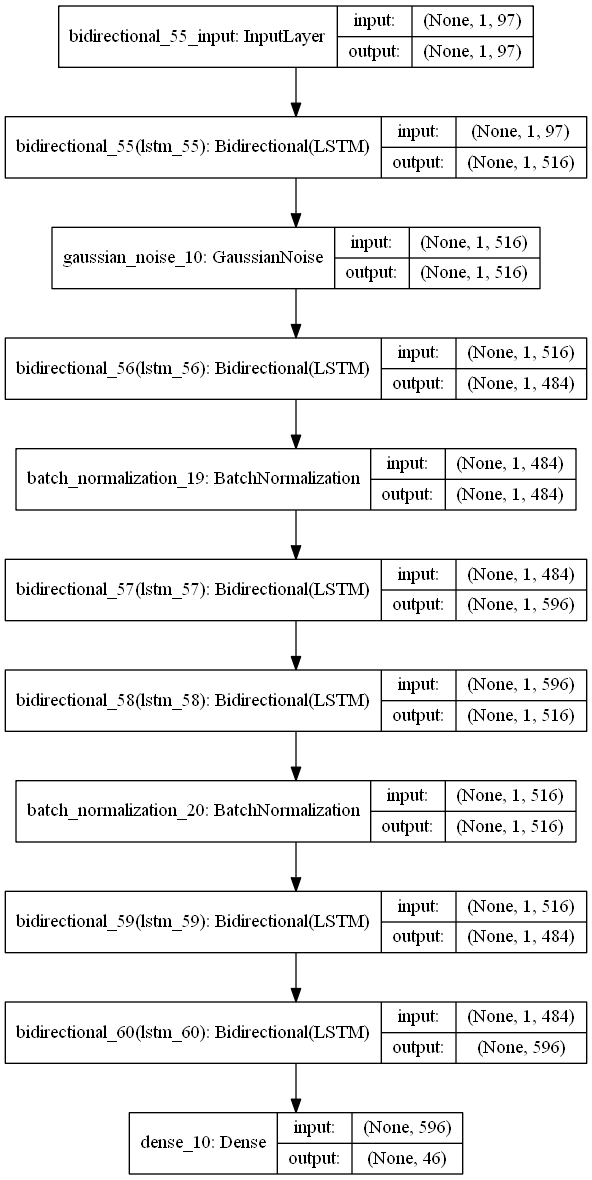 bidirectional_55_input: InputLayer
input: (None, 1, 97)
output: (None, 1, 97)
bidirectional_55(lstm_55): Bidirectional(LSTM)
input: (None, 1, 97)
output: (None, 1, 516)
gaussian_noise_10: GaussianNoise
input: (None, 1, 516)
output: (None, 1, 516)
bidirectional_56(lstm_56): Bidirectional(LSTM)
input: (None, 1, 516)
output: (None, 1, 484)
batch_normalization_19: BatchNormalization
input: (None, 1, 484)
output: (None, 1, 484)
bidirectional_57(lstm_57): Bidirectional(LSTM)
input: (None, 1, 484)
output: (None, 1, 596)
bidirectional_58(lstm_58): Bidirectional(LSTM)
input: (None, 1, 596)
output: (None, 1, 516)
batch_normalization_20: BatchNormalization
input: (None, 1, 516)
output: (None, 1, 516)
bidirectional_59(lstm_59): Bidirectional(LSTM)
input: (None, 1, 516)
output: (None, 1, 484)
bidirectional_60(lstm_60): Bidirectional(LSTM)
input: (None, 1, 484)
output: (None, 596)
dense_10: Dense
input: (None, 596)
output: (None, 46)